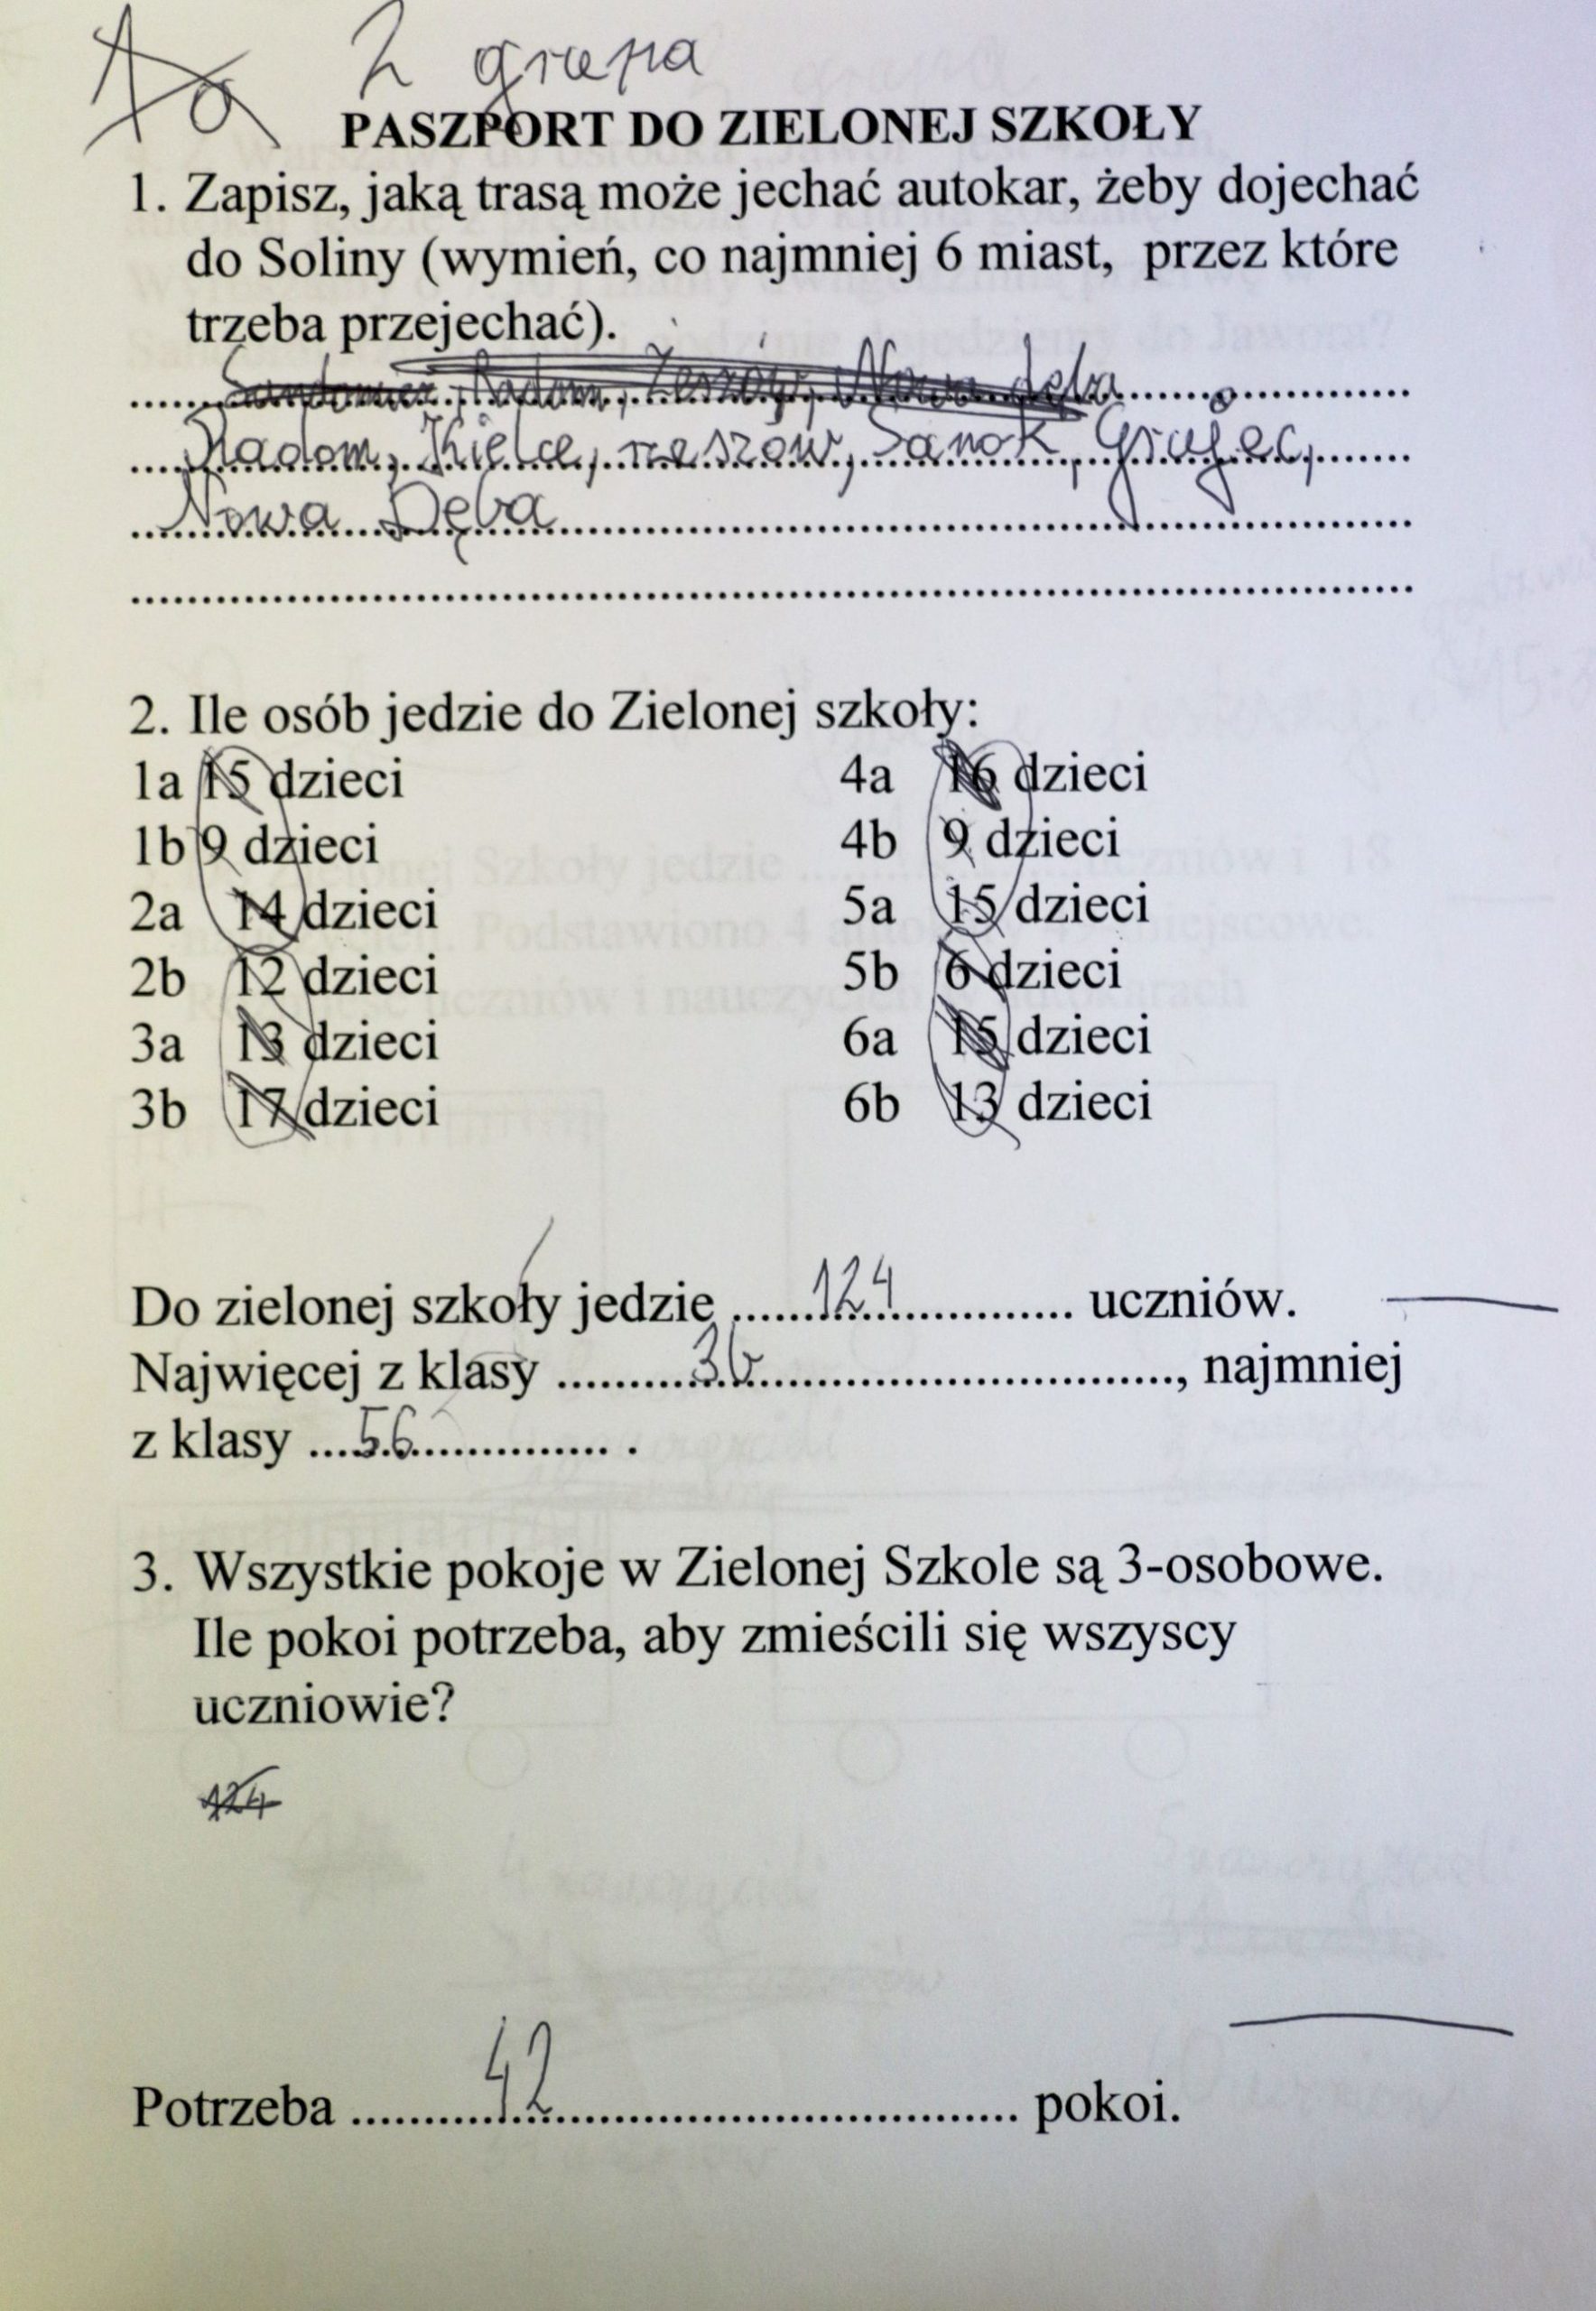 2 grupa
PASZPORT DO ZIELONEJ SZKOŁY
1. Zapisz, jaką trasą może jechać autokar, żeby dojechać
do Soliny (wymień, co najmniej 6 miast, przez które
trzeba przejechać).
Sandomierz, Radom, Żeszów, Nowa dęba
Radom, Kielce, rzeszów, Sanok, Grójec,
Nowa Dęba
2. Ile osób jedzie do Zielonej szkoły:
1a 15 dzieci 4a 16 dzieci
1b 9 dzieci 4b 9 dzieci
2a 14 dzieci 5a 15 dzieci
2b 12 dzieci 5b 6 dzieci
3a 13 dzieci 6a 15 dzieci
3b 17 dzieci 6b 13 dzieci
Do zielonej szkoły jedzie ......124............ uczniów.
Najwięcej z klasy ..........3b............................, najmniej
z klasy ....5b............... .
3. Wszystkie pokoje w Zielonej Szkole są 3-osobowe.
Ile pokoi potrzeba, aby zmieścili się wszyscy
uczniowie?
124
Potrzeba ..........42.................................. pokoi.